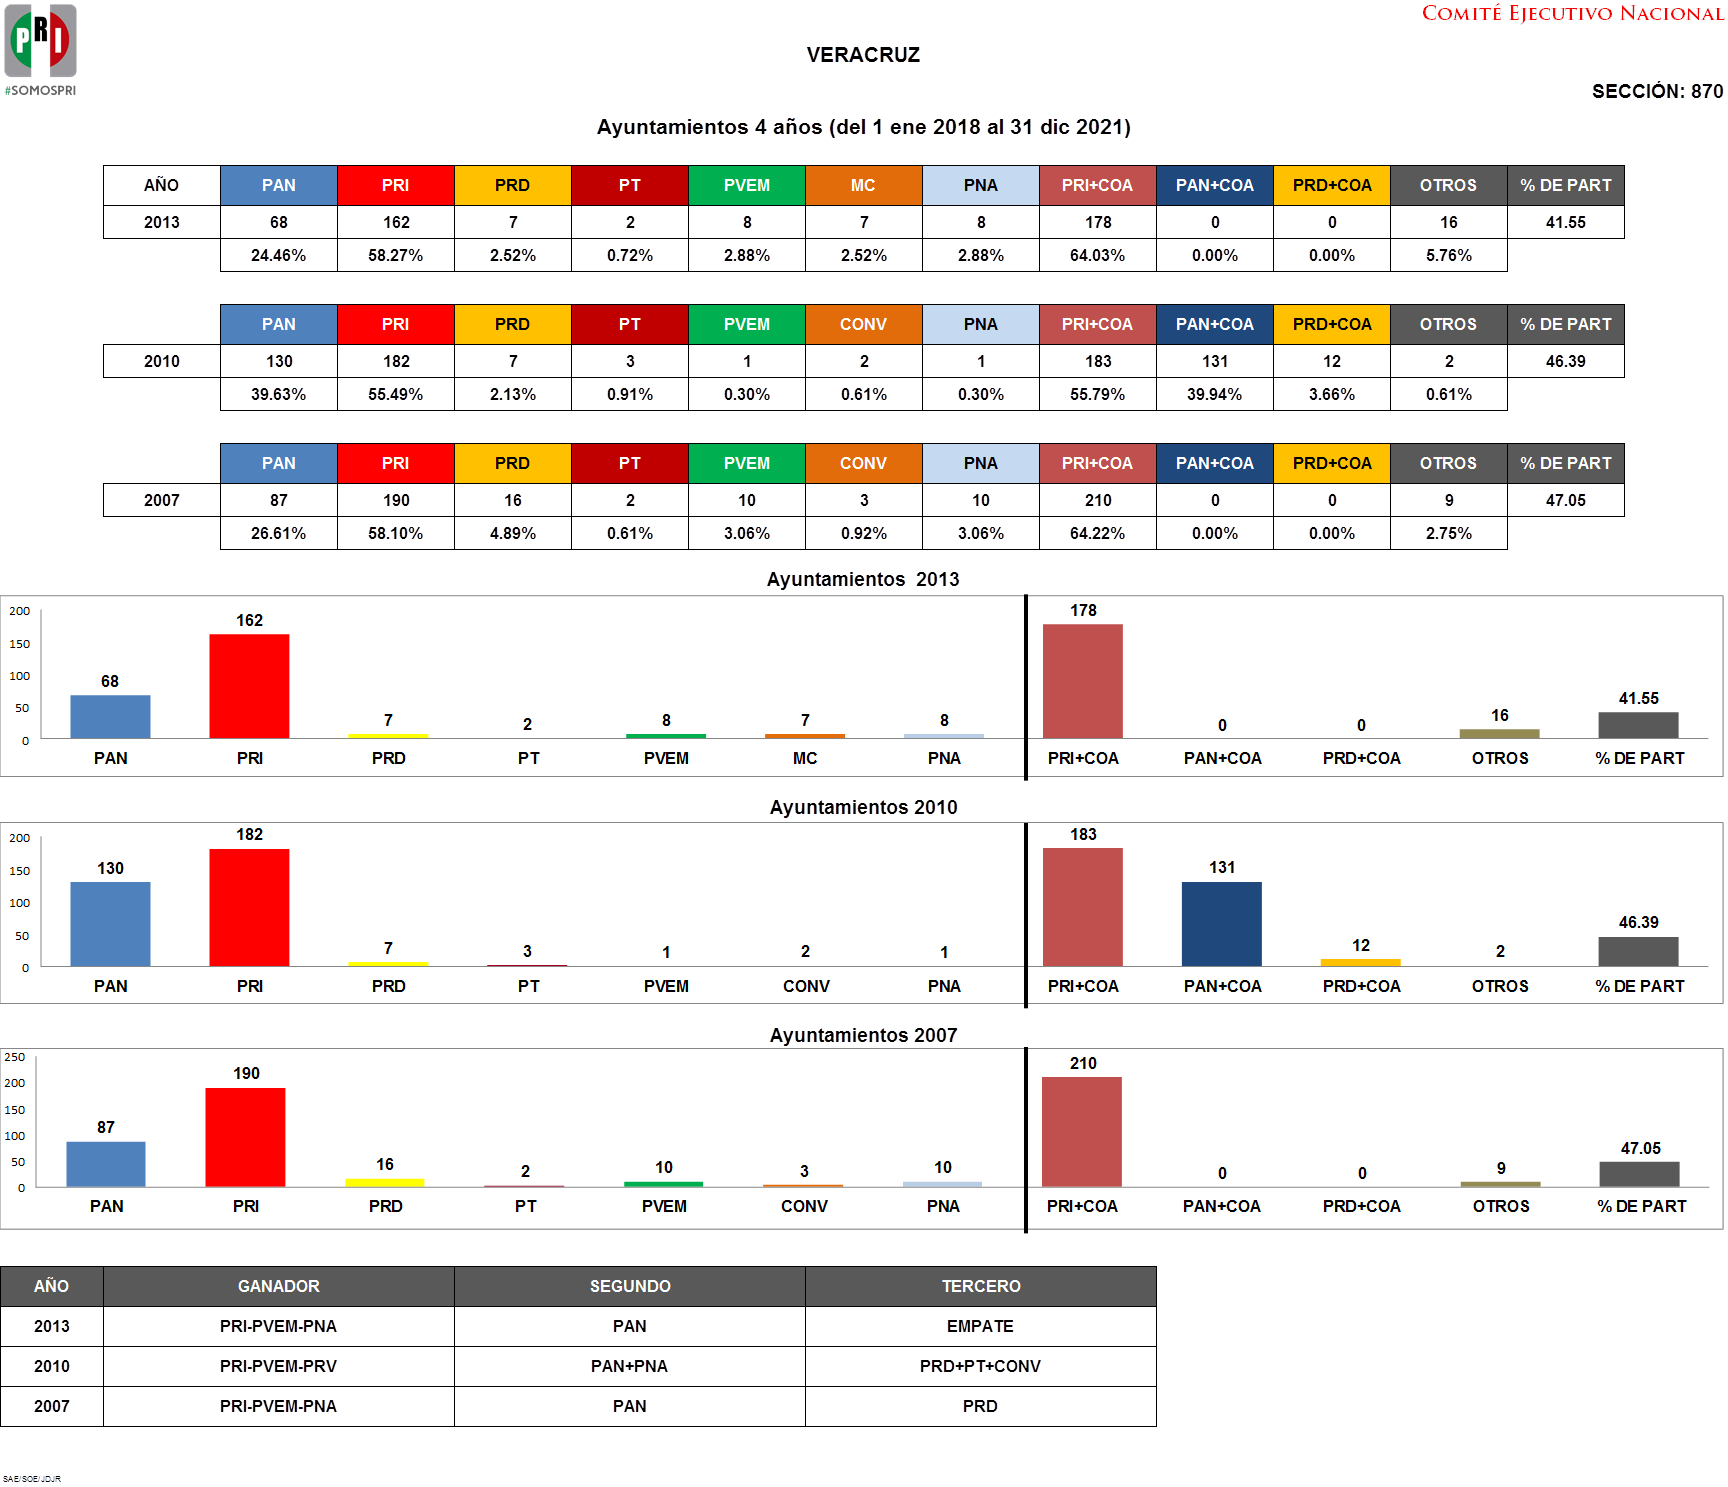 COMITÉ EJECUTIVO NACIONAL
PRI
#SOMOSPRI
VERACRUZ
SECCIÓN: 870
Ayuntamientos 4 años (del 1 ene 2018 al 31 dic 2021)
AÑO PAN PRI PRD PT PVEM MC PNA PRI+COA PAN+COA PRD+COA OTROS % DE PART
2013 68 162 7 2 8 7 8 178 0 0 16 41.55
24.46% 58.27% 2.52% 0.72% 2.88% 2.52% 2.88% 64.03% 0.00% 0.00% 5.76%
PAN PRI PRD PT PVEM CONV PNA PRI+COA PAN+COA PRD+COA OTROS % DE PART
2010 130 182 7 3 1 2 1 183 131 12 2 46.39
39.63% 55.49% 2.13% 0.91% 0.30% 0.61% 0.30% 55.79% 39.94% 3.66% 0.61%
PAN PRI PRD PT PVEM CONV PNA PRI+COA PAN+COA PRD+COA OTROS % DE PART
2007 87 190 16 2 10 3 10 210 0 0 9 47.05
26.61% 58.10% 4.89% 0.61% 3.06% 0.92% 3.06% 64.22% 0.00% 0.00% 2.75%
Ayuntamientos 2013
200
150
100
50
0
68 162 7 2 8 7 8 178 0 0 16 41.55
PAN PRI PRD PT PVEM MC PNA PRI+COA PAN+COA PRD+COA OTROS % DE PART
Ayuntamientos 2010
200
150
100
50
0
130 182 7 3 1 2 1 183 131 12 2 46.39
PAN PRI PRD PT PVEM CONV PNA PRI+COA PAN+COA PRD+COA OTROS % DE PART
Ayuntamientos 2007
250
200
150
100
50
0
87 190 16 2 10 3 10 210 0 0 9 47.05
PAN PRI PRD PT PVEM CONV PNA PRI+COA PAN+COA PRD+COA OTROS % DE PART
AÑO GANADOR SEGUNDO TERCERO
2013 PRI-PVEM-PNA PAN EMPATE
2010 PRI-PVEM-PRV PAN+PNA PRD+PT+CONV
2007 PRI-PVEM-PNA PAN PRD
SAE/SOE/JDJR